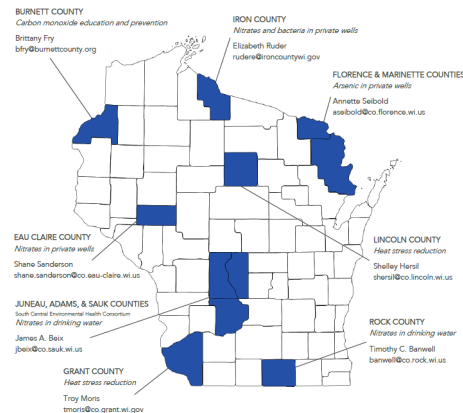 BURNETT COUNTY
Carbon monoxide education and prevention
Brittany Fry
bfry@burnettcounty.org
IRON COUNTY
Nitrates and bacteria in private wells
Elizabeth Ruder
rudere@ironcountywi.gov
FLORENCE & MARINETTE COUNTIES
Arsenic in private wells
Annette Seibold
aseibold@co.florence.wi.us
EAU CLAIRE COUNTY
Nitrates in private wells
Shane Sanderson
shane.sanderson@co.eau-claire.wi.us
LINCOLN COUNTY
Heat stress reduction
Shelley Hersil
shersil@co.lincoln.wi.us
JUNEAU, ADAMS, & SAUK COUNTIES
South Central Environmental Health Consortium
Nitrates in drinking water
James A. Beix
jbeix@co.sauk.wi.us
ROCK COUNTY
Nitrates in drinking water
Timothy C. Banwell
banwell@co.rock.wi.us
GRANT COUNTY
Heat stress reduction
Troy Moris
tmoris@co.grant.wi.gov